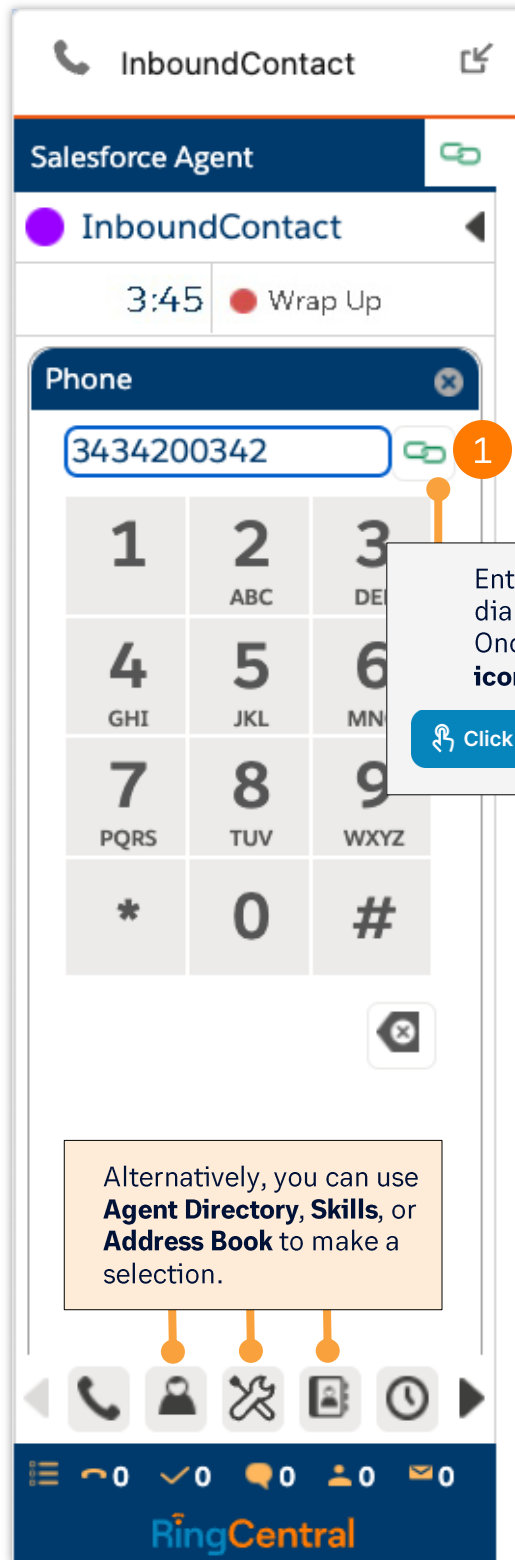 InboundContact
Salesforce Agent
InboundContact
3:45 Wrap Up
Phone
3434200342
1
1 2 3
ABC
4 5 6
GHI JKL
7 8 9
PQRS TUV WXYZ
* 0 #
Click
Alternatively, you can use
Agent Directory, Skills, or
Address Book to make a
selection.
0 0 0 0 0
RingCentral